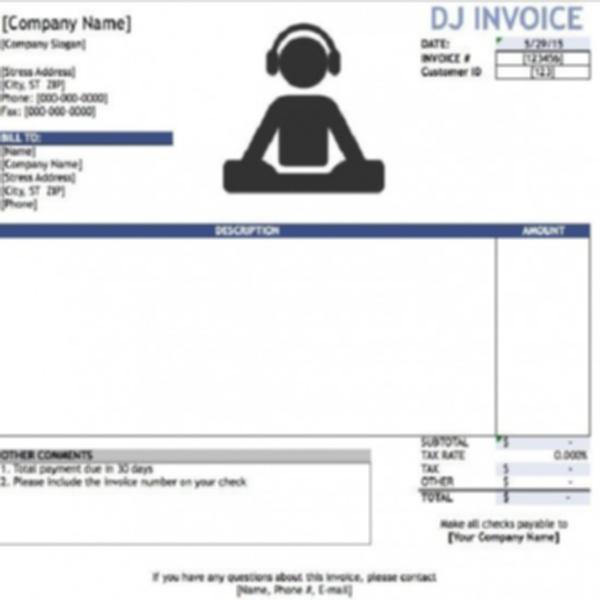 [Company Name]
[Company Slogan]
[Stress Address]
[City, ST ZIP]
Phone: [000-000-0000]
Fax: [000-000-0000]
DJ INVOICE
DATE: 5/29/15
INVOICE # [123456]
Customer ID [123]
BILL TO:
[Name]
[Company Name]
[Stress Address]
[City, ST ZIP]
[Phone]
DESCRIPTION AMOUNT
SUBTOTAL $ -
TAX RATE 0.000%
TAX $ -
OTHER $ -
TOTAL $ -
OTHER COMMENTS
1. Total payment due in 30 days
2. Please include the invoice number on your check
Make all checks payable to
[Your Company Name]
If you have any questions about this invoice, please contact
[Name, Phone #, E-mail]